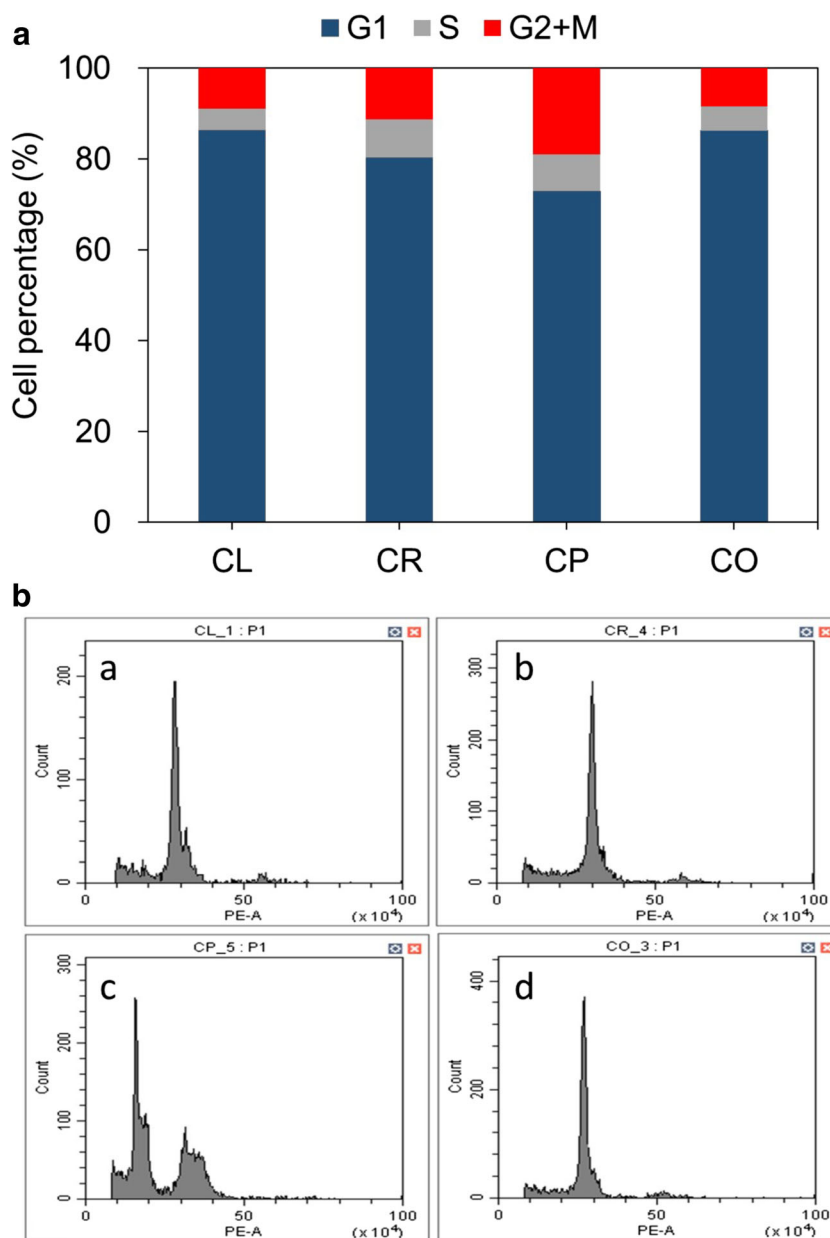 a
G1 S G2+M
Cell percentage (%)
100
80
60
40
20
0
CL CR CP CO
b
CL_1 : P1
a
Count
200
100
0
0 50 100
PE-A (x10⁴)
CR_4 : P1
b
Count
300
200
100
0
0 50 100
PE-A (x10⁴)
CP_5 : P1
c
Count
300
200
100
0
0 50 100
PE-A (x10⁴)
CO_3 : P1
d
Count
400
200
0
0 50 100
PE-A (x10⁴)